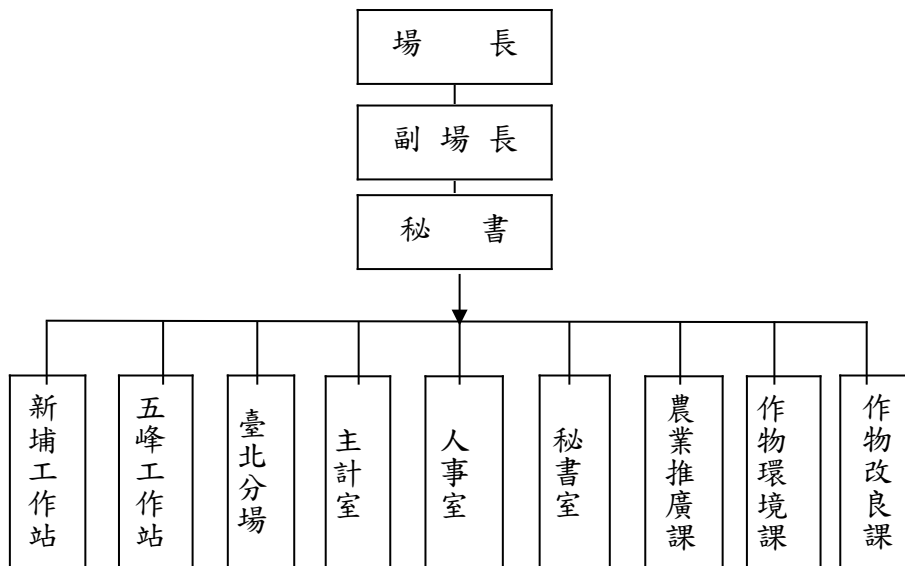 場 長
副場長
秘 書
新埔工作站
五峰工作站
臺北分場
主計室
人事室
秘書室
農業推廣課
作物環境課
作物改良課